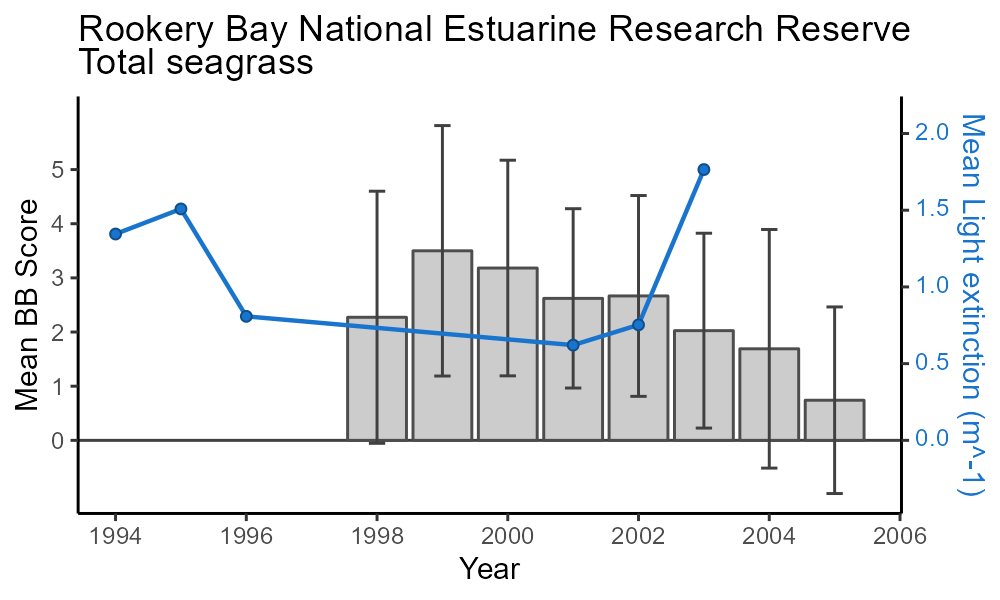 Rookery Bay National Estuarine Research Reserve
Total seagrass
Mean BB Score
5
4
3
2
1
0
2.0
1.5
1.0
0.5
0.0
Mean Light extinction (m^-1)
1994 1996 1998 2000 2002 2004 2006
Year